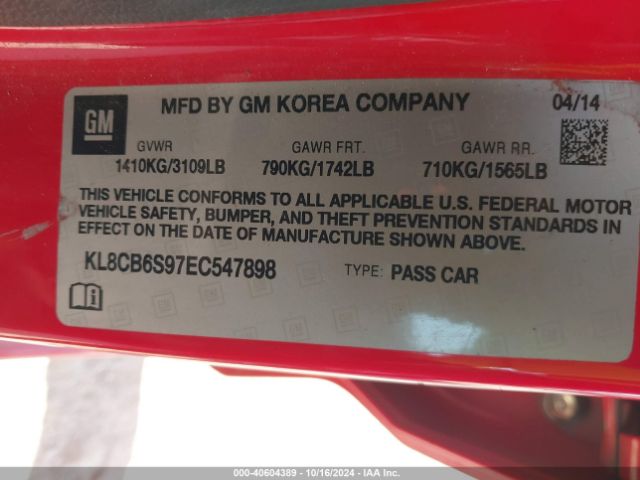 GM
MFD BY GM KOREA COMPANY 04/14
GVWR GAWR FRT. GAWR RR.
1410KG/3109LB 790KG/1742LB 710KG/1565LB
THIS VEHICLE CONFORMS TO ALL APPLICABLE U.S. FEDERAL MOTOR
VEHICLE SAFETY, BUMPER, AND THEFT PREVENTION STANDARDS IN
EFFECT ON THE DATE OF MANUFACTURE SHOWN ABOVE.
KL8CB6S97EC547898 TYPE: PASS CAR
000-40604389 - 10/16/2024 - IAA Inc.